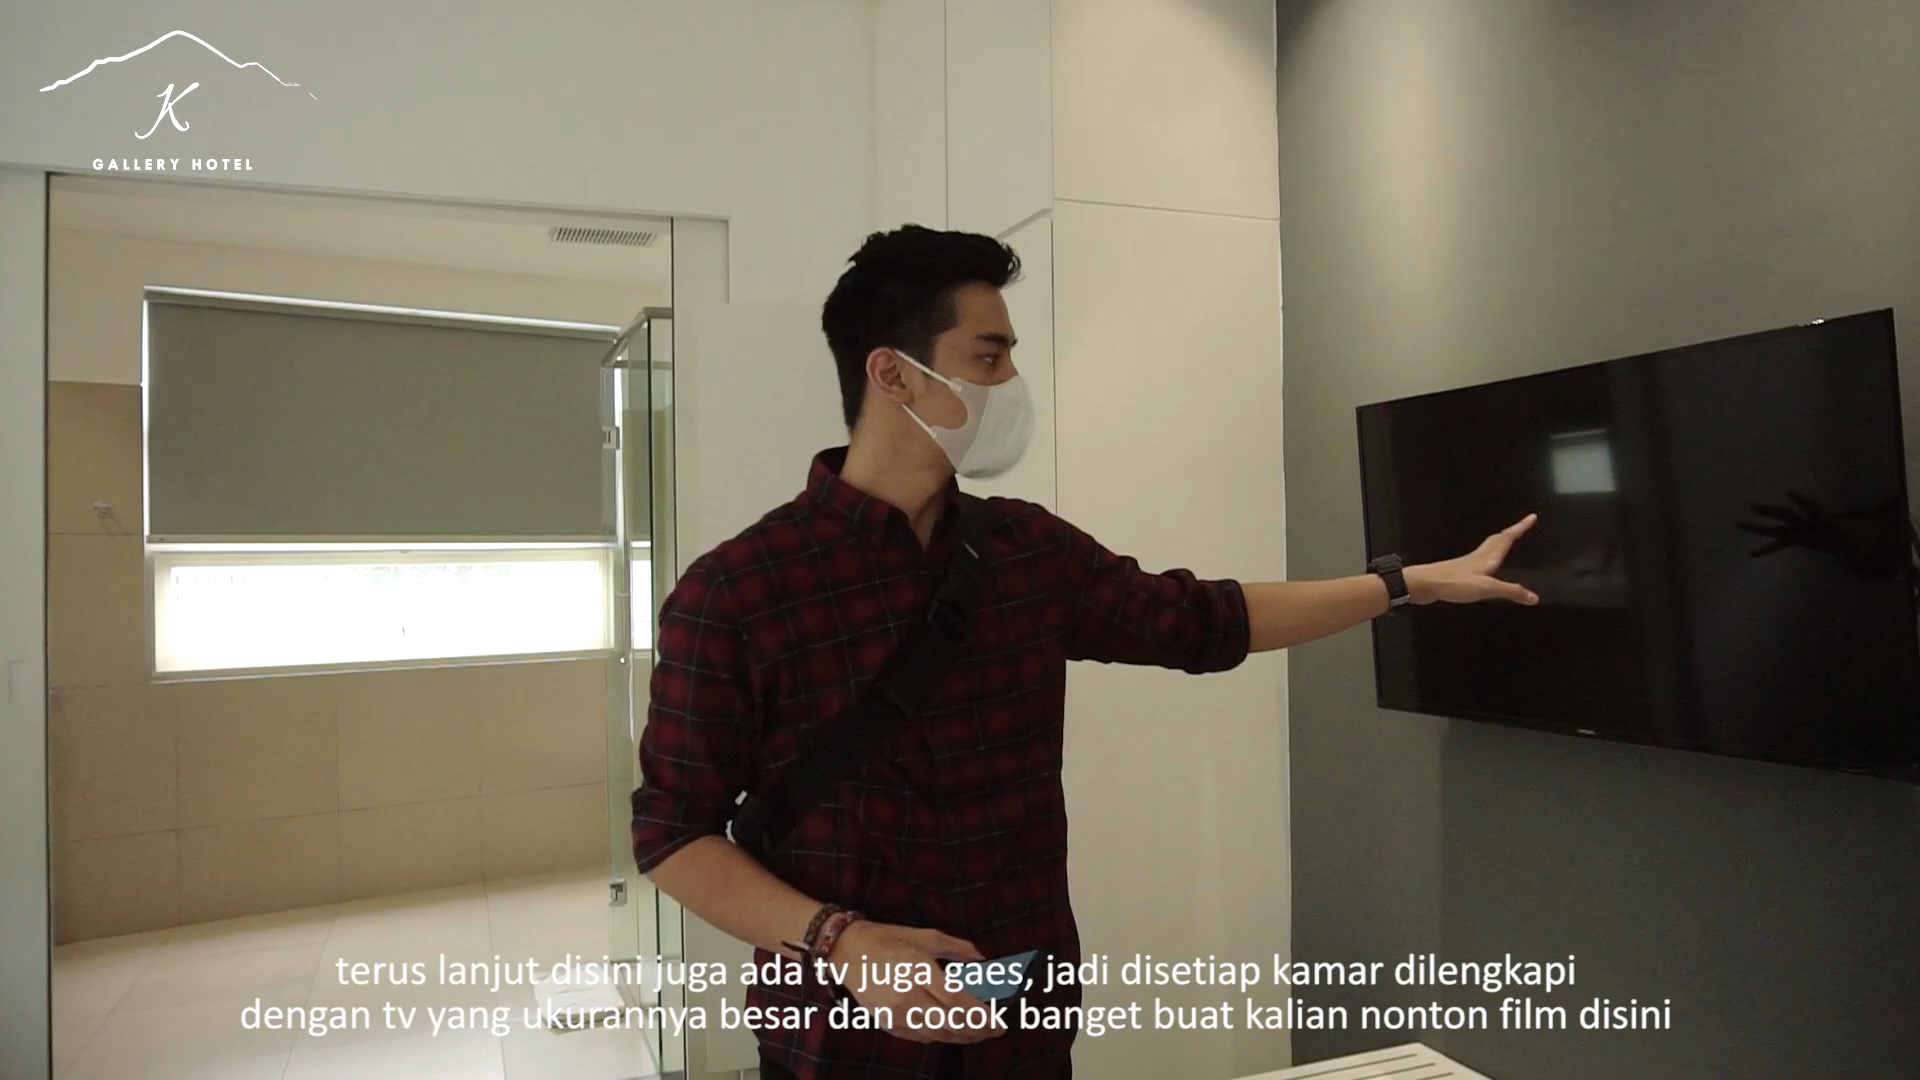 K
GALLERY HOTEL
terus lanjut disini juga ada tv juga gaes, jadi disetiap kamar dilengkapi
dengan tv yang ukurannya besar dan cocok banget buat kalian nonton film disini